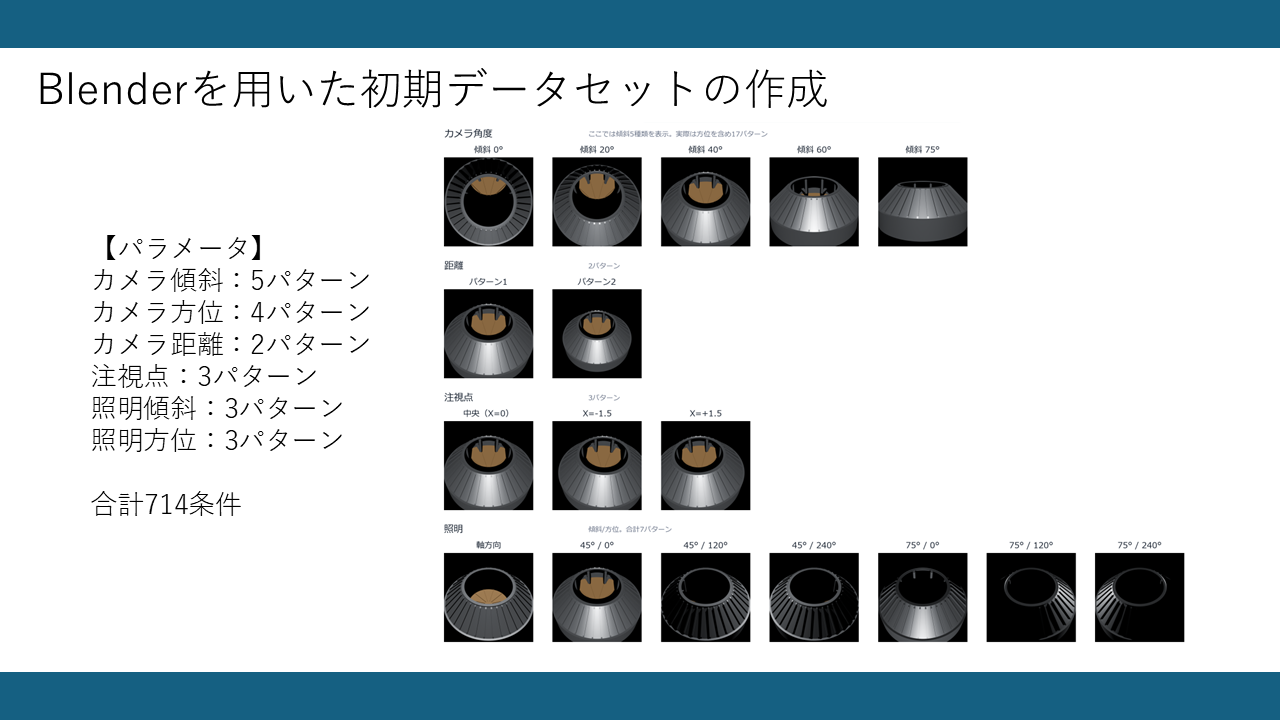 Blenderを用いた初期データセットの作成
【パラメータ】
カメラ傾斜：5パターン
カメラ方位：4パターン
カメラ距離：2パターン
注視点：3パターン
照明傾斜：3パターン
照明方位：3パターン
合計714条件
カメラ角度 ここでは傾斜5種類を表示。実際は方位を含め17パターン
傾斜 0° 傾斜 20° 傾斜 40° 傾斜 60° 傾斜 75°
距離 2パターン
パターン1 パターン2
注視点 3パターン
中央（X=0） X=-1.5 X=+1.5
照明 傾斜/方位。合計7パターン
軸方向 45° / 0° 45° / 120° 45° / 240° 75° / 0° 75° / 120° 75° / 240°